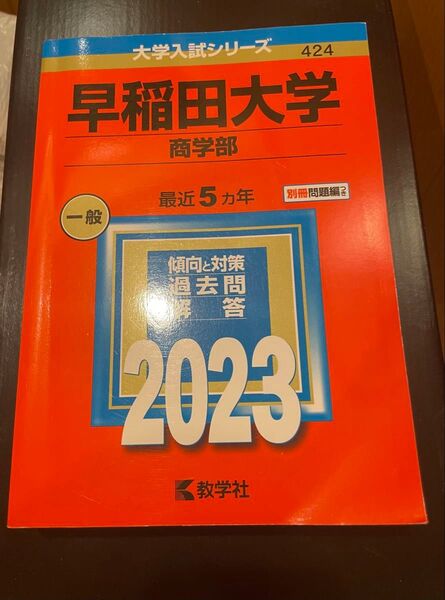 大学入試シリーズ 424
早稲田大学
商学部
最近5ヵ年
別冊問題編つき
一般
傾向と対策
過去問
解答
2023
教学社